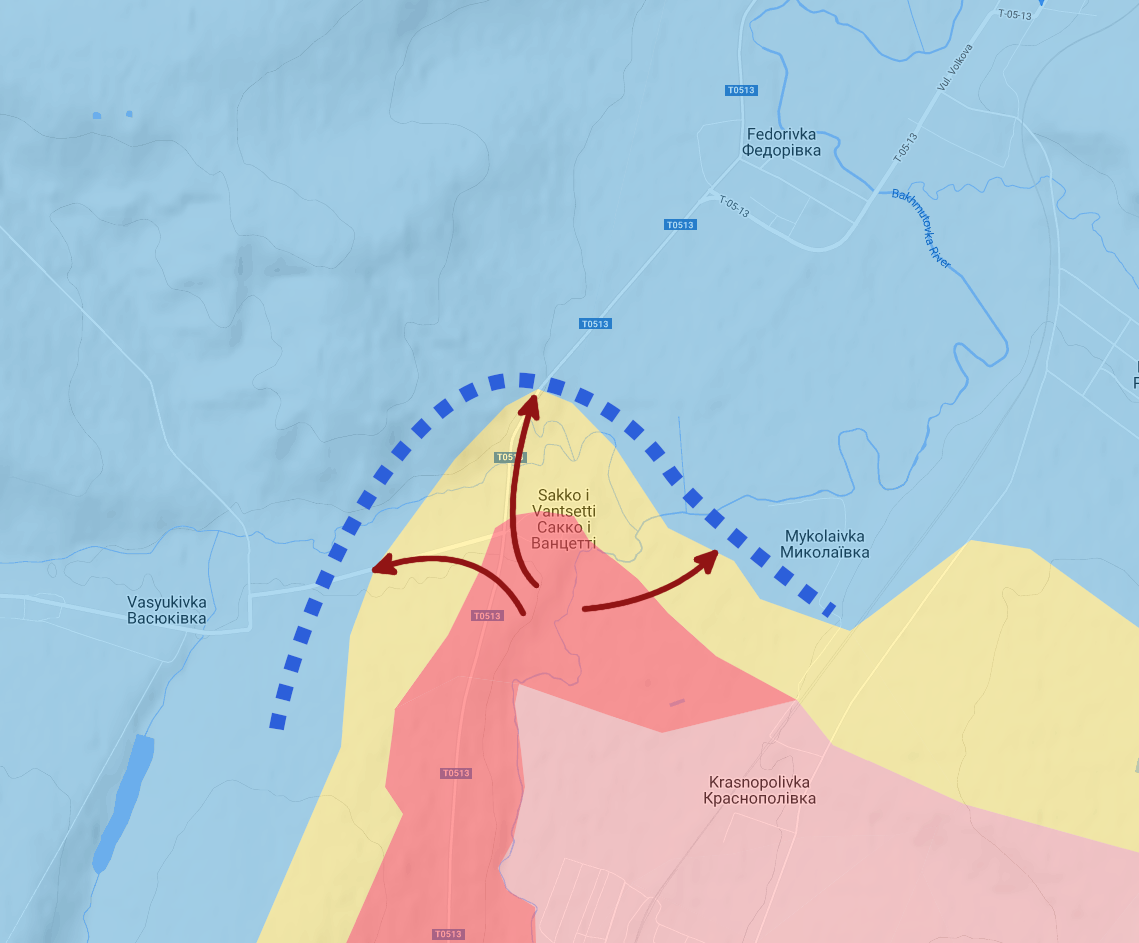 T-05-13
Vul. Volkova
T0513
Fedorivka
Федорівка
T-05-13
T-05-13
Bakhmutovka River
T0513
T0513
Sakko i
Vantsetti
Сакко і
Ванцетті
Mykolaivka
Миколаївка
Vasyukivka
Васюківка
T0513
T0513
Krasnopolivka
Краснополівка
T0513